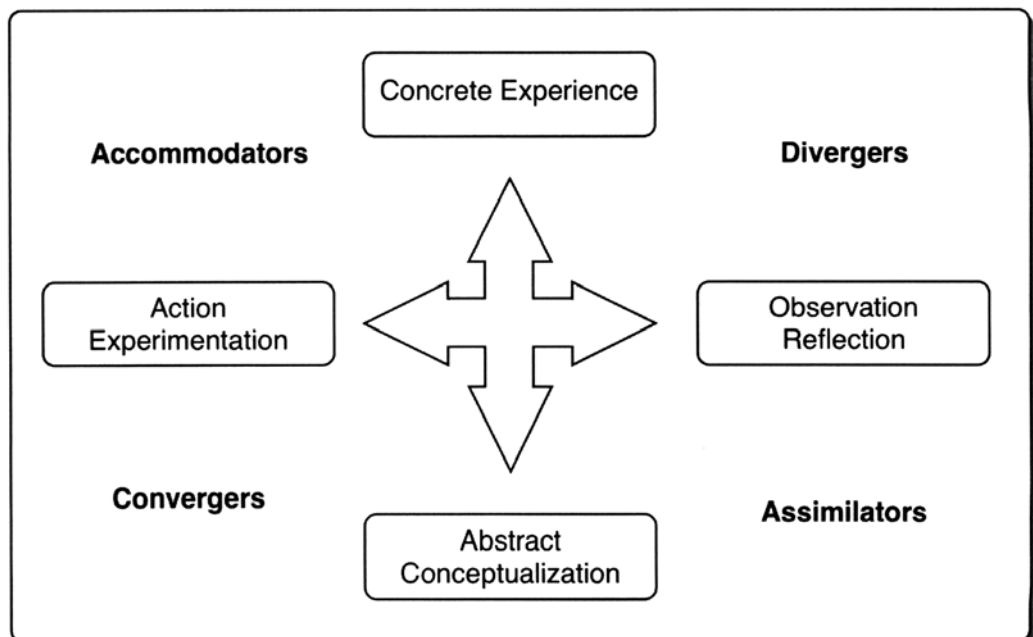 Concrete Experience
Accommodators
Divergers
Action
Experimentation
Observation
Reflection
Convergers
Assimilators
Abstract
Conceptualization